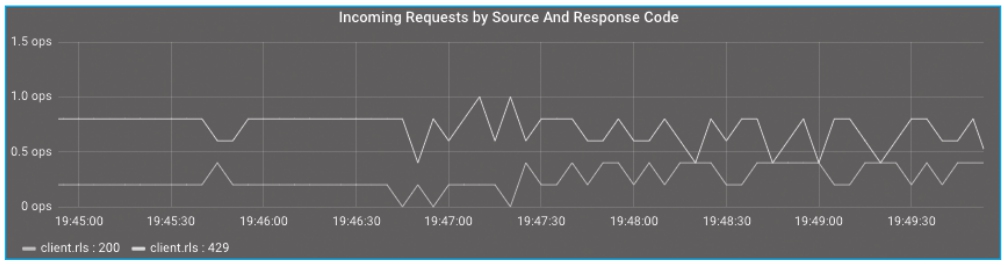 Incoming Requests by Source And Response Code
1.5 ops
1.0 ops
0.5 ops
0 ops
19:45:00 19:45:30 19:46:00 19:46:30 19:47:00 19:47:30 19:48:00 19:48:30 19:49:00 19:49:30
client.rls : 200 client.rls : 429